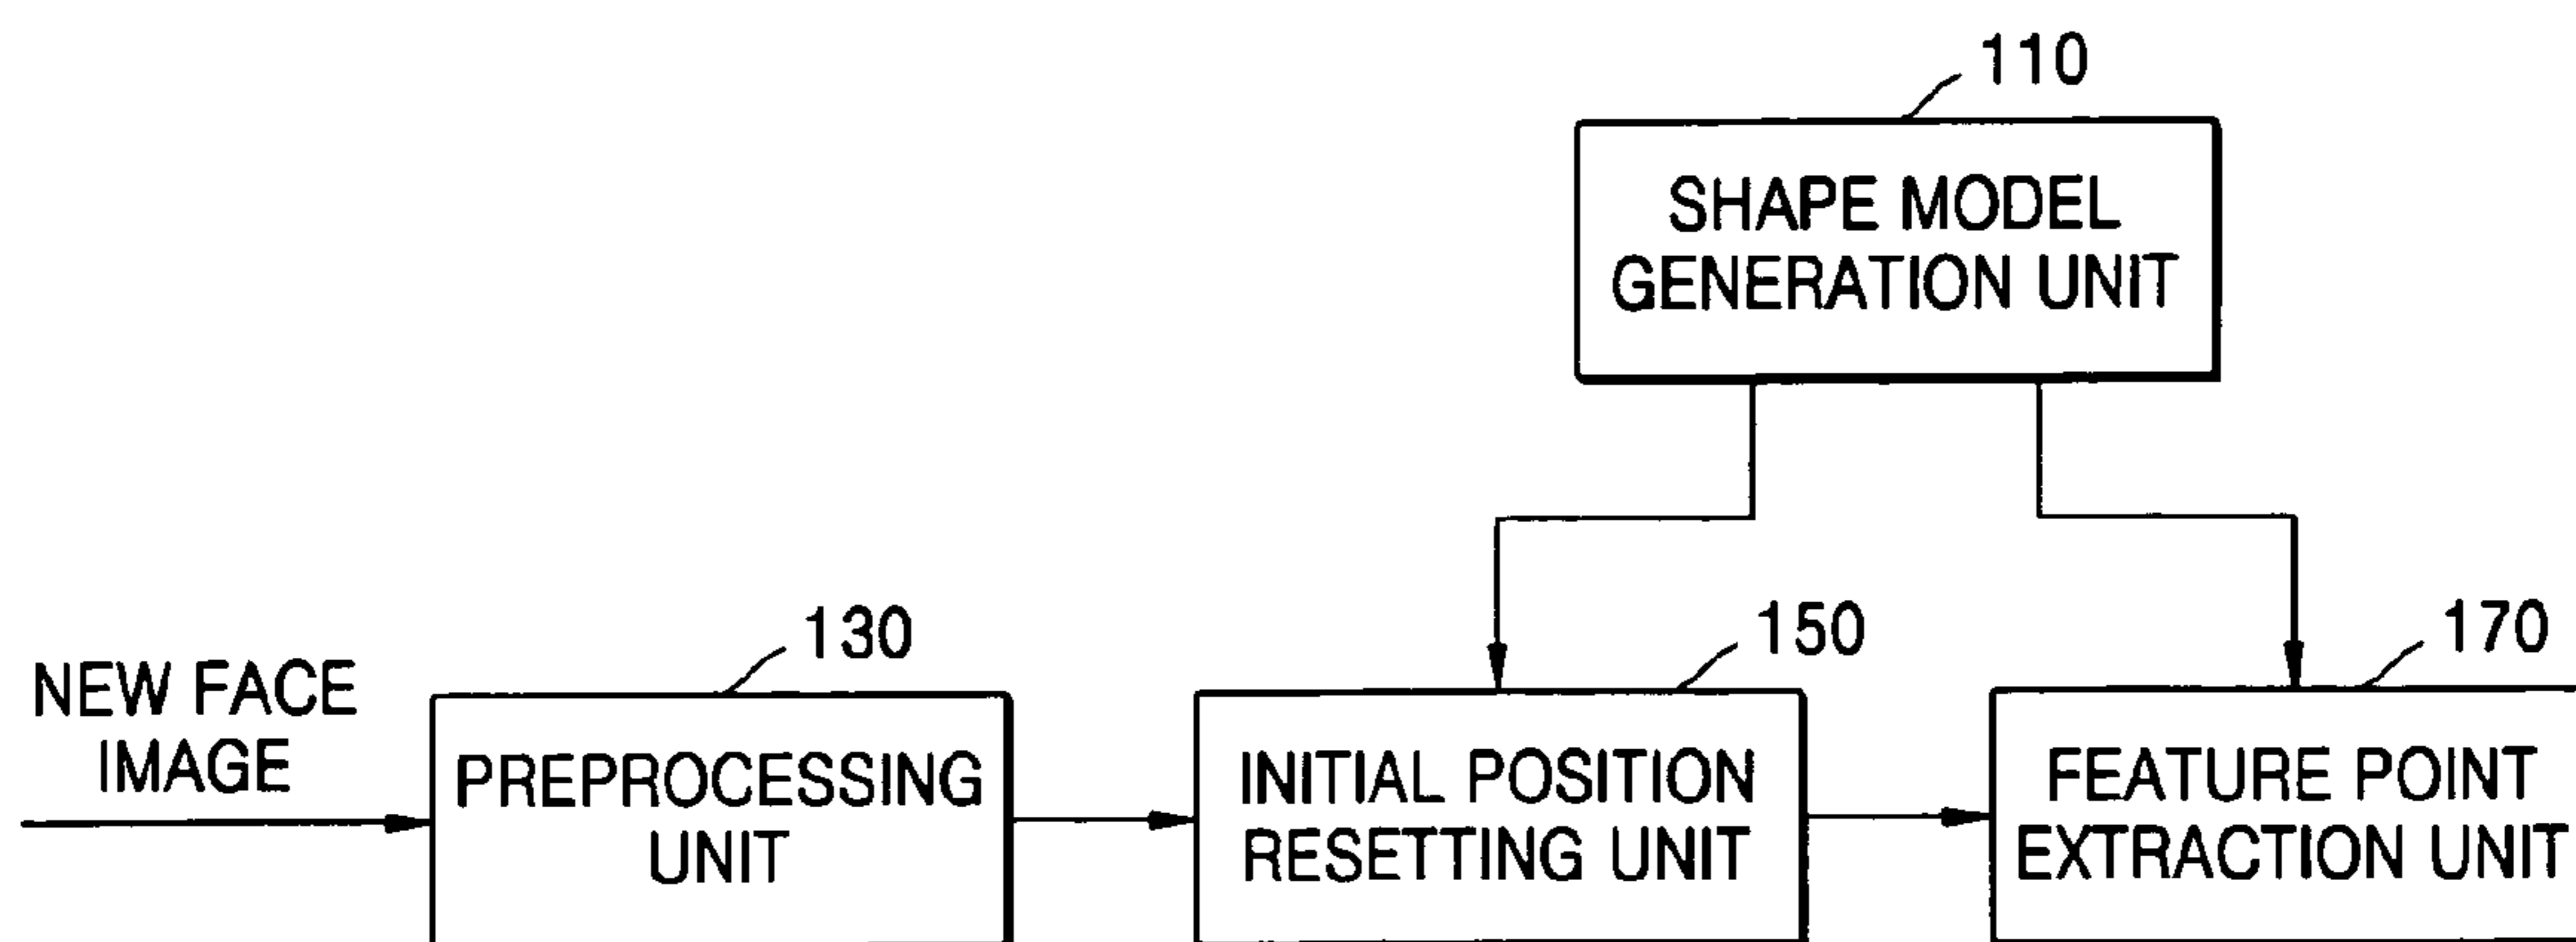 110
SHAPE MODEL
GENERATION UNIT
130
150
170
NEW FACE
IMAGE
PREPROCESSING
UNIT
INITIAL POSITION
RESETTING UNIT
FEATURE POINT
EXTRACTION UNIT